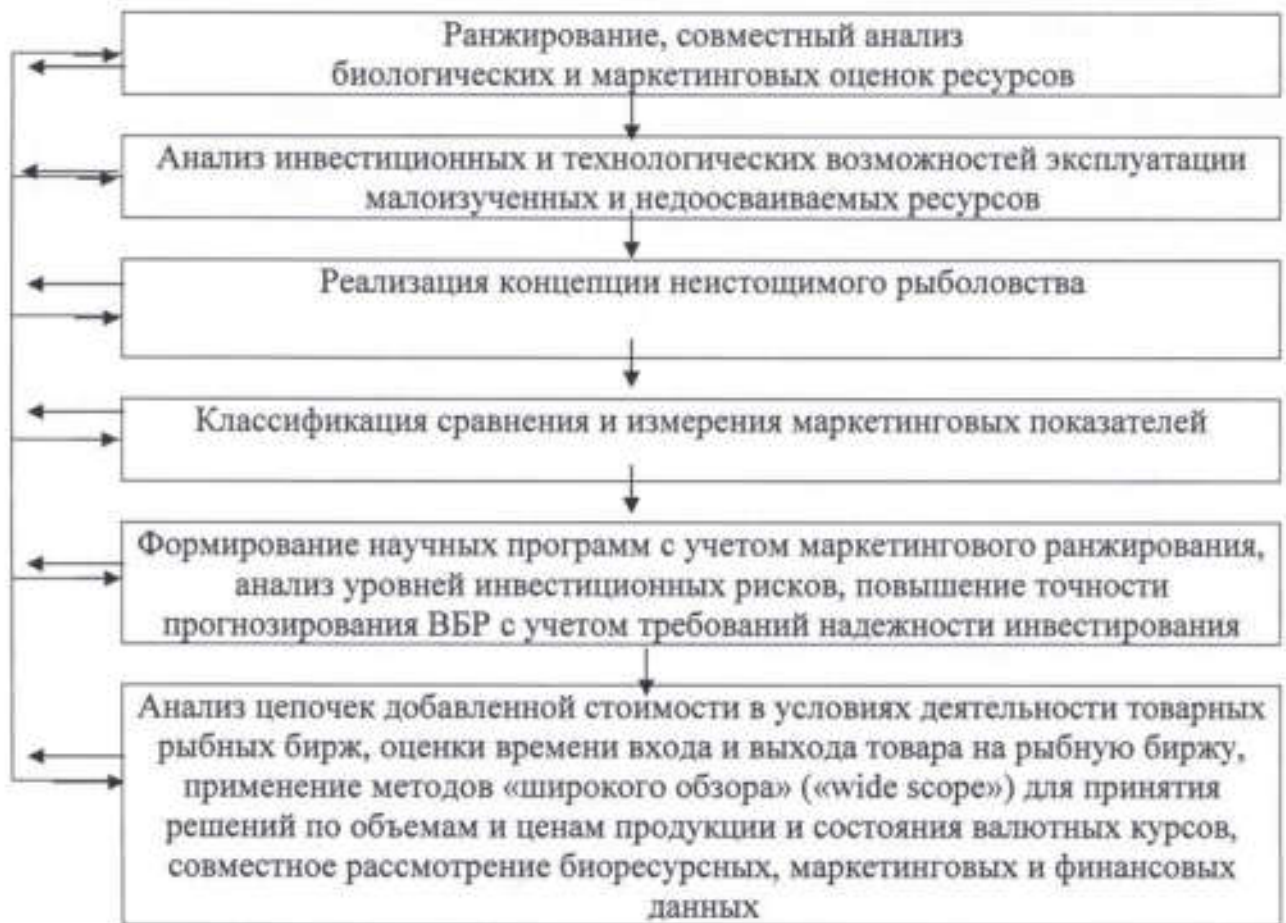 Ранжирование, совместный анализ
биологических и маркетинговых оценок ресурсов
Анализ инвестиционных и технологических возможностей эксплуатации
малоизученных и недоосваиваемых ресурсов
Реализация концепции неистощимого рыболовства
Классификация сравнения и измерения маркетинговых показателей
Формирование научных программ с учетом маркетингового ранжирования,
анализ уровней инвестиционных рисков, повышение точности
прогнозирования ВБР с учетом требований надежности инвестирования
Анализ цепочек добавленной стоимости в условиях деятельности товарных
рыбных бирж, оценки времени входа и выхода товара на рыбную биржу,
применение методов «широкого обзора» («wide scope») для принятия
решений по объемам и ценам продукции и состояния валютных курсов,
совместное рассмотрение биоресурсных, маркетинговых и финансовых
данных